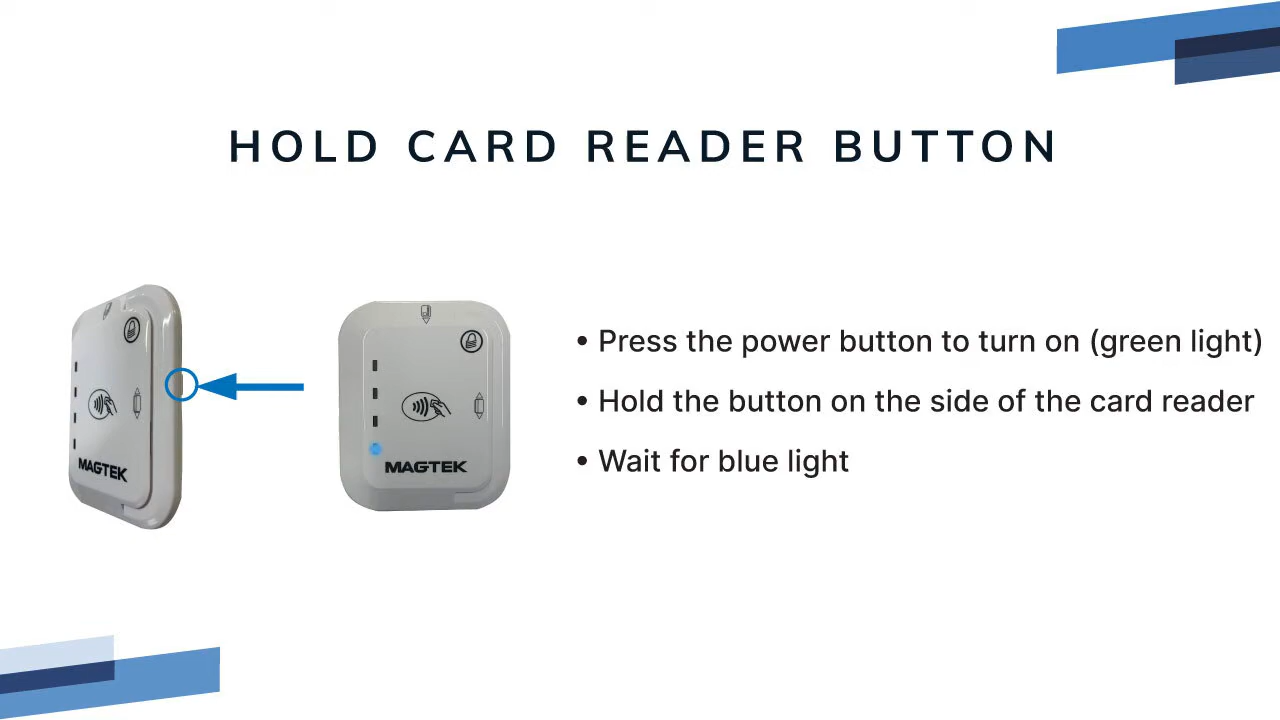 HOLD CARD READER BUTTON
MAGTEK
MAGTEK
• Press the power button to turn on (green light)
• Hold the button on the side of the card reader
• Wait for blue light